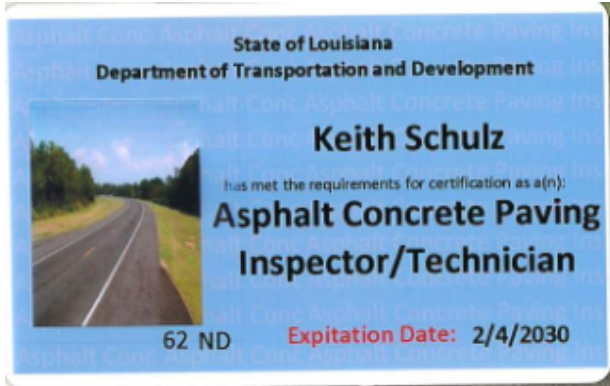 State of Louisiana
Department of Transportation and Development
Keith Schulz
has met the requirements for certification as a(n):
Asphalt Concrete Paving
Inspector/Technician
62 ND
Expitation Date: 2/4/2030